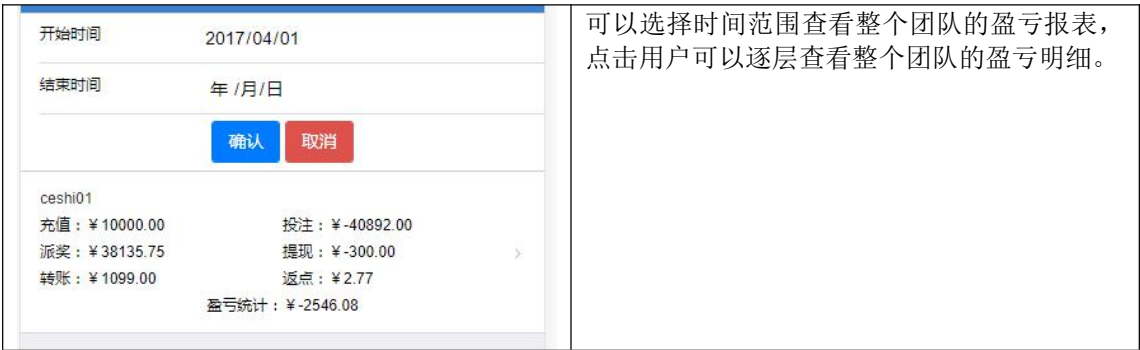 开始时间 2017/04/01
结束时间 年 /月/日
确认 取消
ceshi01
充值：￥10000.00 投注：￥-40892.00
派奖：￥38135.75 提现：￥-300.00
转账：￥1099.00 返点：￥2.77
盈亏统计：￥-2546.08
可以选择时间范围查看整个团队的盈亏报表，
点击用户可以逐层查看整个团队的盈亏明细。